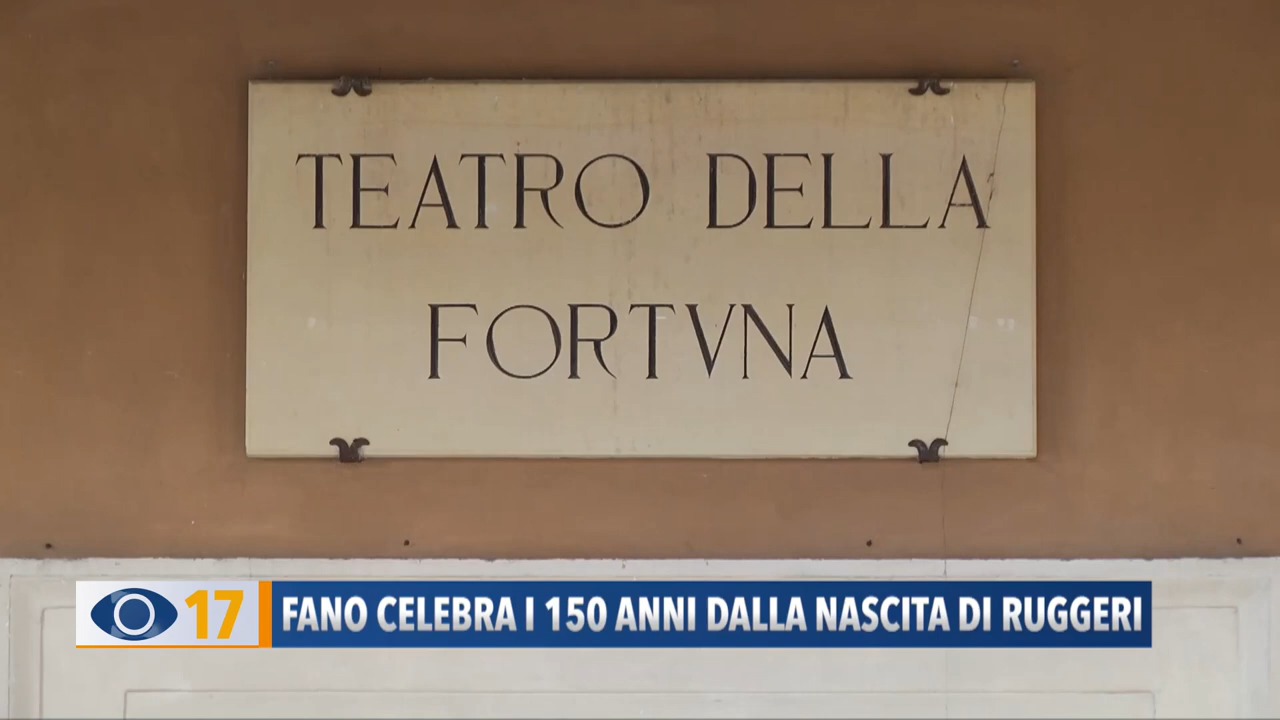 TEATRO DELLA
FORTVNA
17
FANO CELEBRA I 150 ANNI DALLA NASCITA DI RUGGERI